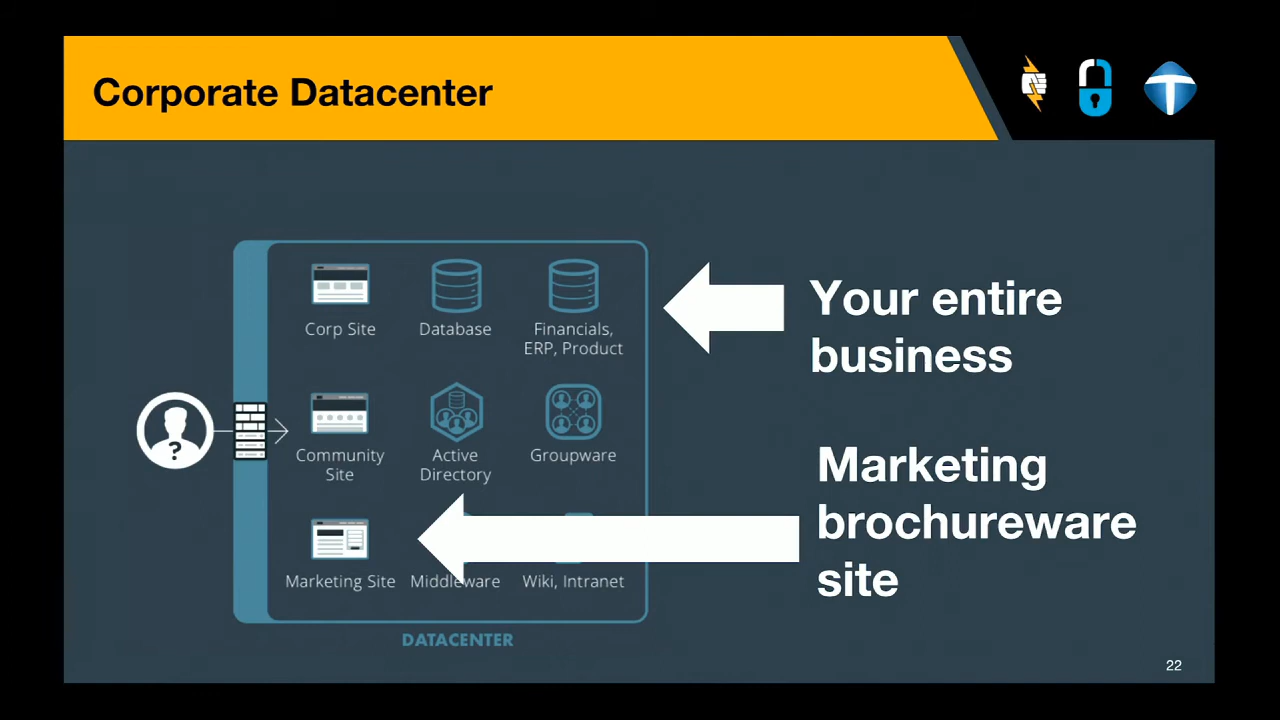 Corporate Datacenter
Corp Site
Database
Financials,
ERP, Product
Your entire
business
?
Community
Site
Active
Directory
Groupware
Marketing
brochureware
site
Marketing Site
Middleware
Wiki, Intranet
DATACENTER
22